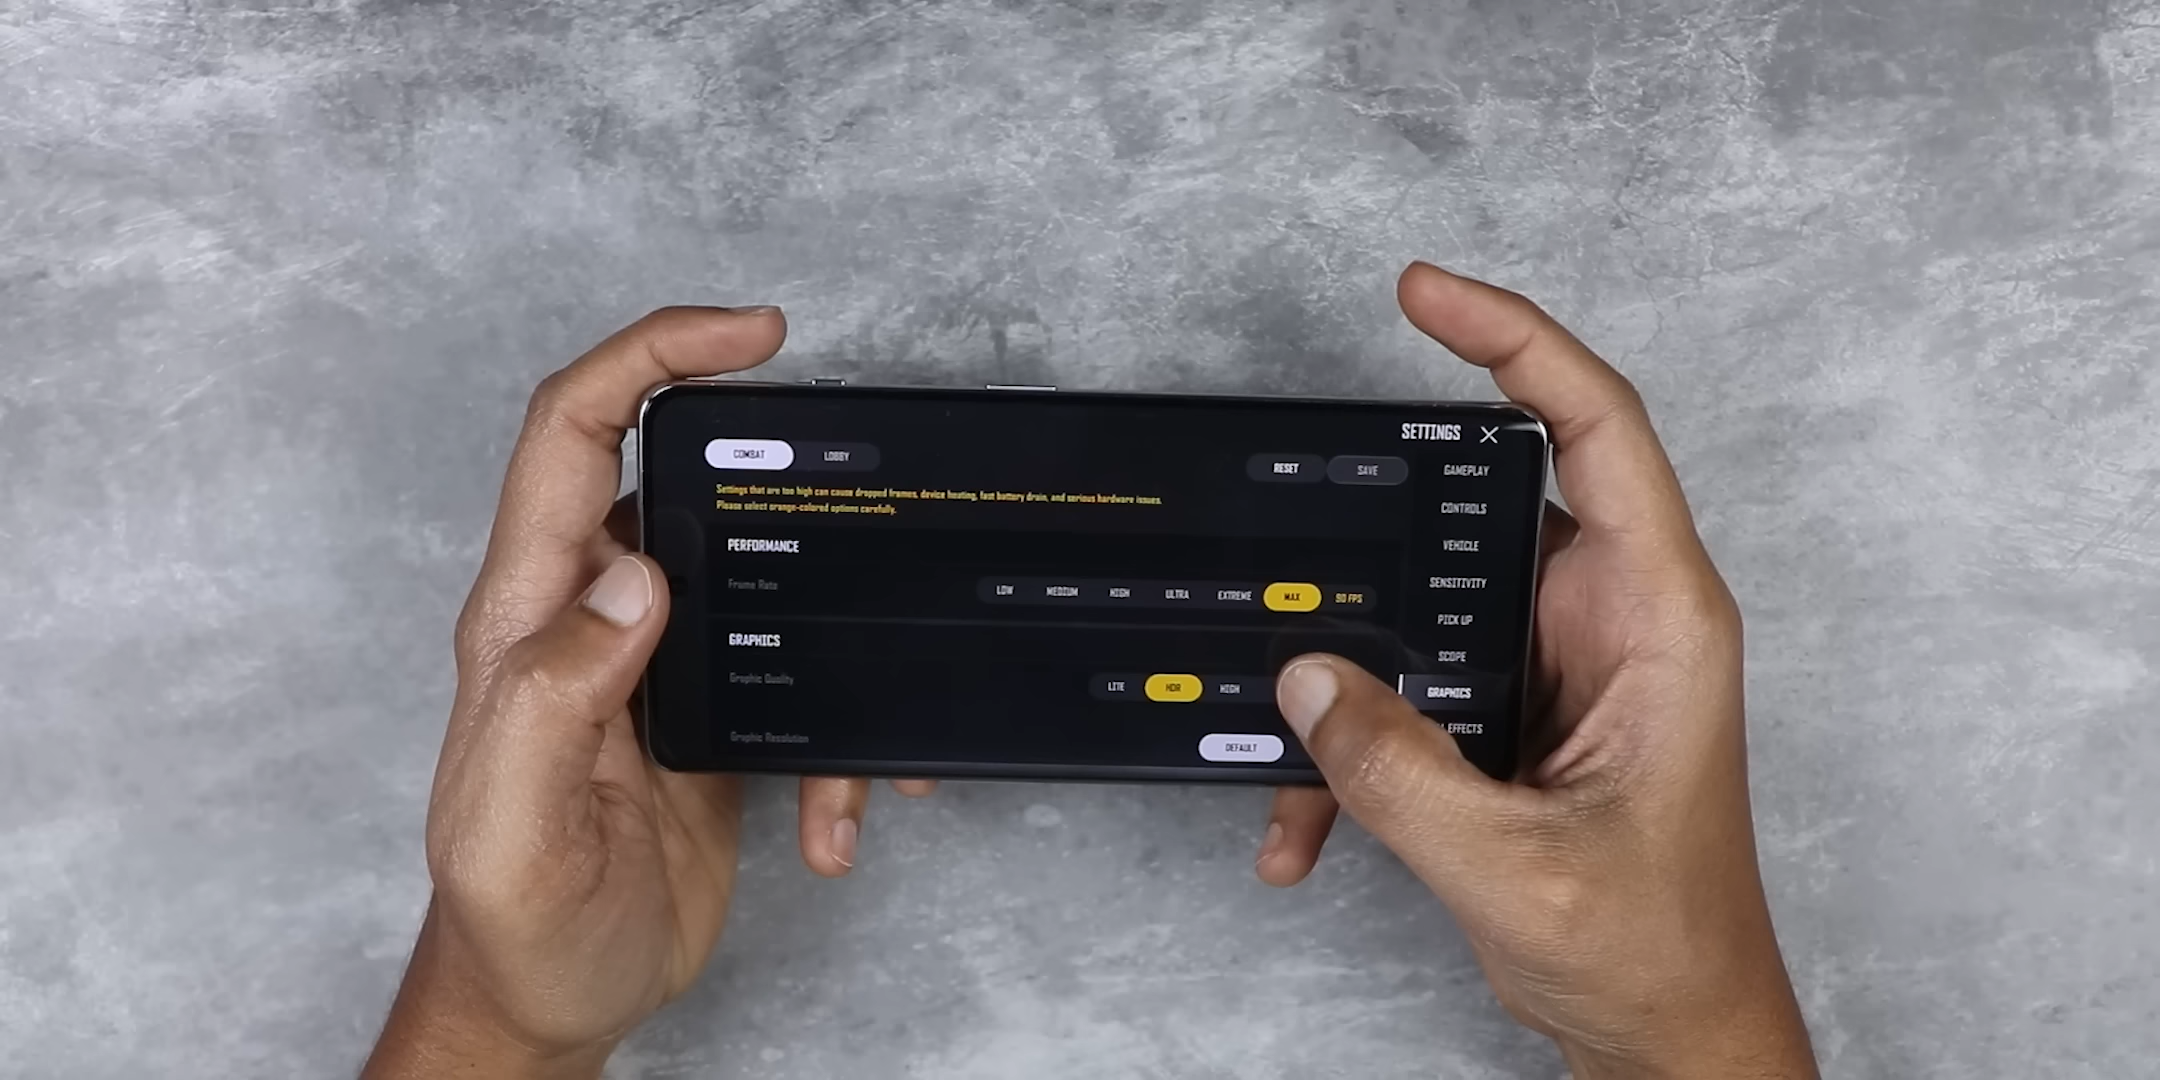 SETTINGS
COMBAT LOBBY RESET SAVE
Settings that are too high can cause dropped frames, device heating, fast battery drain, and serious hardware issues.
Please select orange-colored options carefully.
PERFORMANCE
Frame Rate LOW MEDIUM HIGH ULTRA EXTREME MAX 90 FPS
GRAPHICS
Graphic Quality LITE HDR HIGH
Graphic Resolution DEFAULT
GAMEPLAY
CONTROLS
VEHICLE
SENSITIVITY
PICK UP
SCOPE
GRAPHICS
EFFECTS